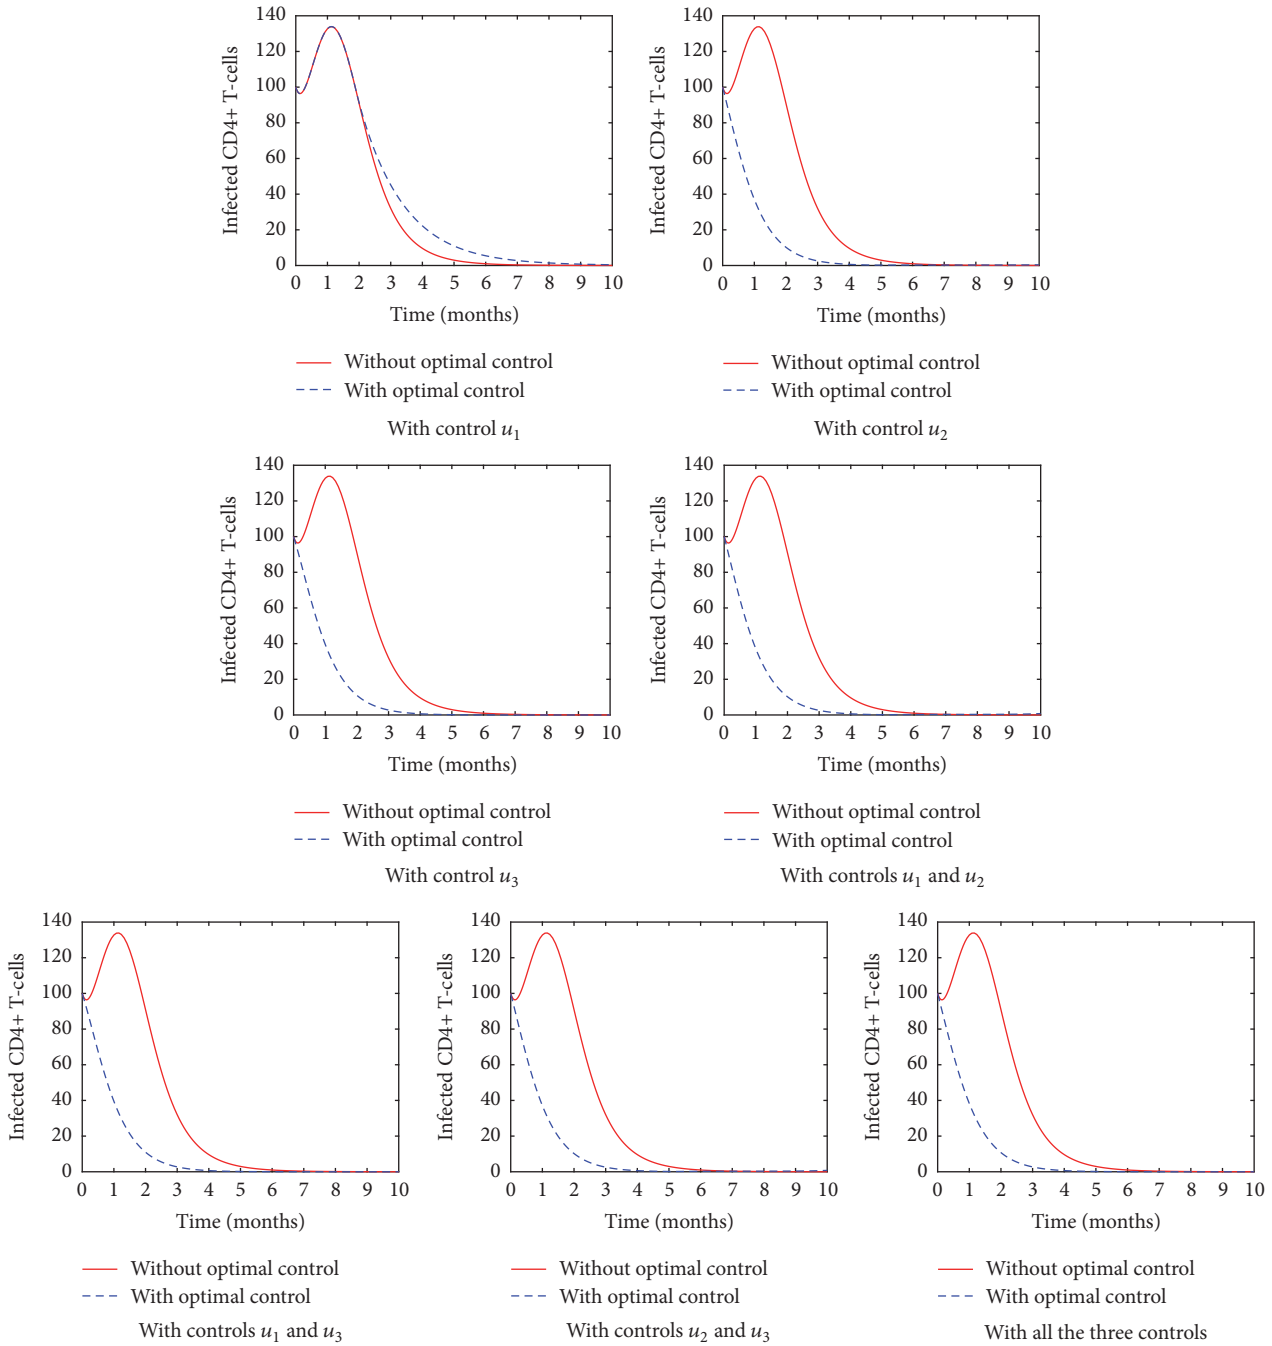 140
120
100
80
60
40
20
0
Infected CD4+ T-cells
0 1 2 3 4 5 6 7 8 9 10
Time (months)
Without optimal control
With optimal control
With control u₁
140
120
100
80
60
40
20
0
Infected CD4+ T-cells
0 1 2 3 4 5 6 7 8 9 10
Time (months)
Without optimal control
With optimal control
With control u₂
140
120
100
80
60
40
20
0
Infected CD4+ T-cells
0 1 2 3 4 5 6 7 8 9 10
Time (months)
Without optimal control
With optimal control
With control u₃
140
120
100
80
60
40
20
0
Infected CD4+ T-cells
0 1 2 3 4 5 6 7 8 9 10
Time (months)
Without optimal control
With optimal control
With controls u₁ and u₂
140
120
100
80
60
40
20
0
Infected CD4+ T-cells
0 1 2 3 4 5 6 7 8 9 10
Time (months)
Without optimal control
With optimal control
With controls u₁ and u₃
140
120
100
80
60
40
20
0
Infected CD4+ T-cells
0 1 2 3 4 5 6 7 8 9 10
Time (months)
Without optimal control
With optimal control
With controls u₂ and u₃
140
120
100
80
60
40
20
0
Infected CD4+ T-cells
0 1 2 3 4 5 6 7 8 9 10
Time (months)
Without optimal control
With optimal control
With all the three controls